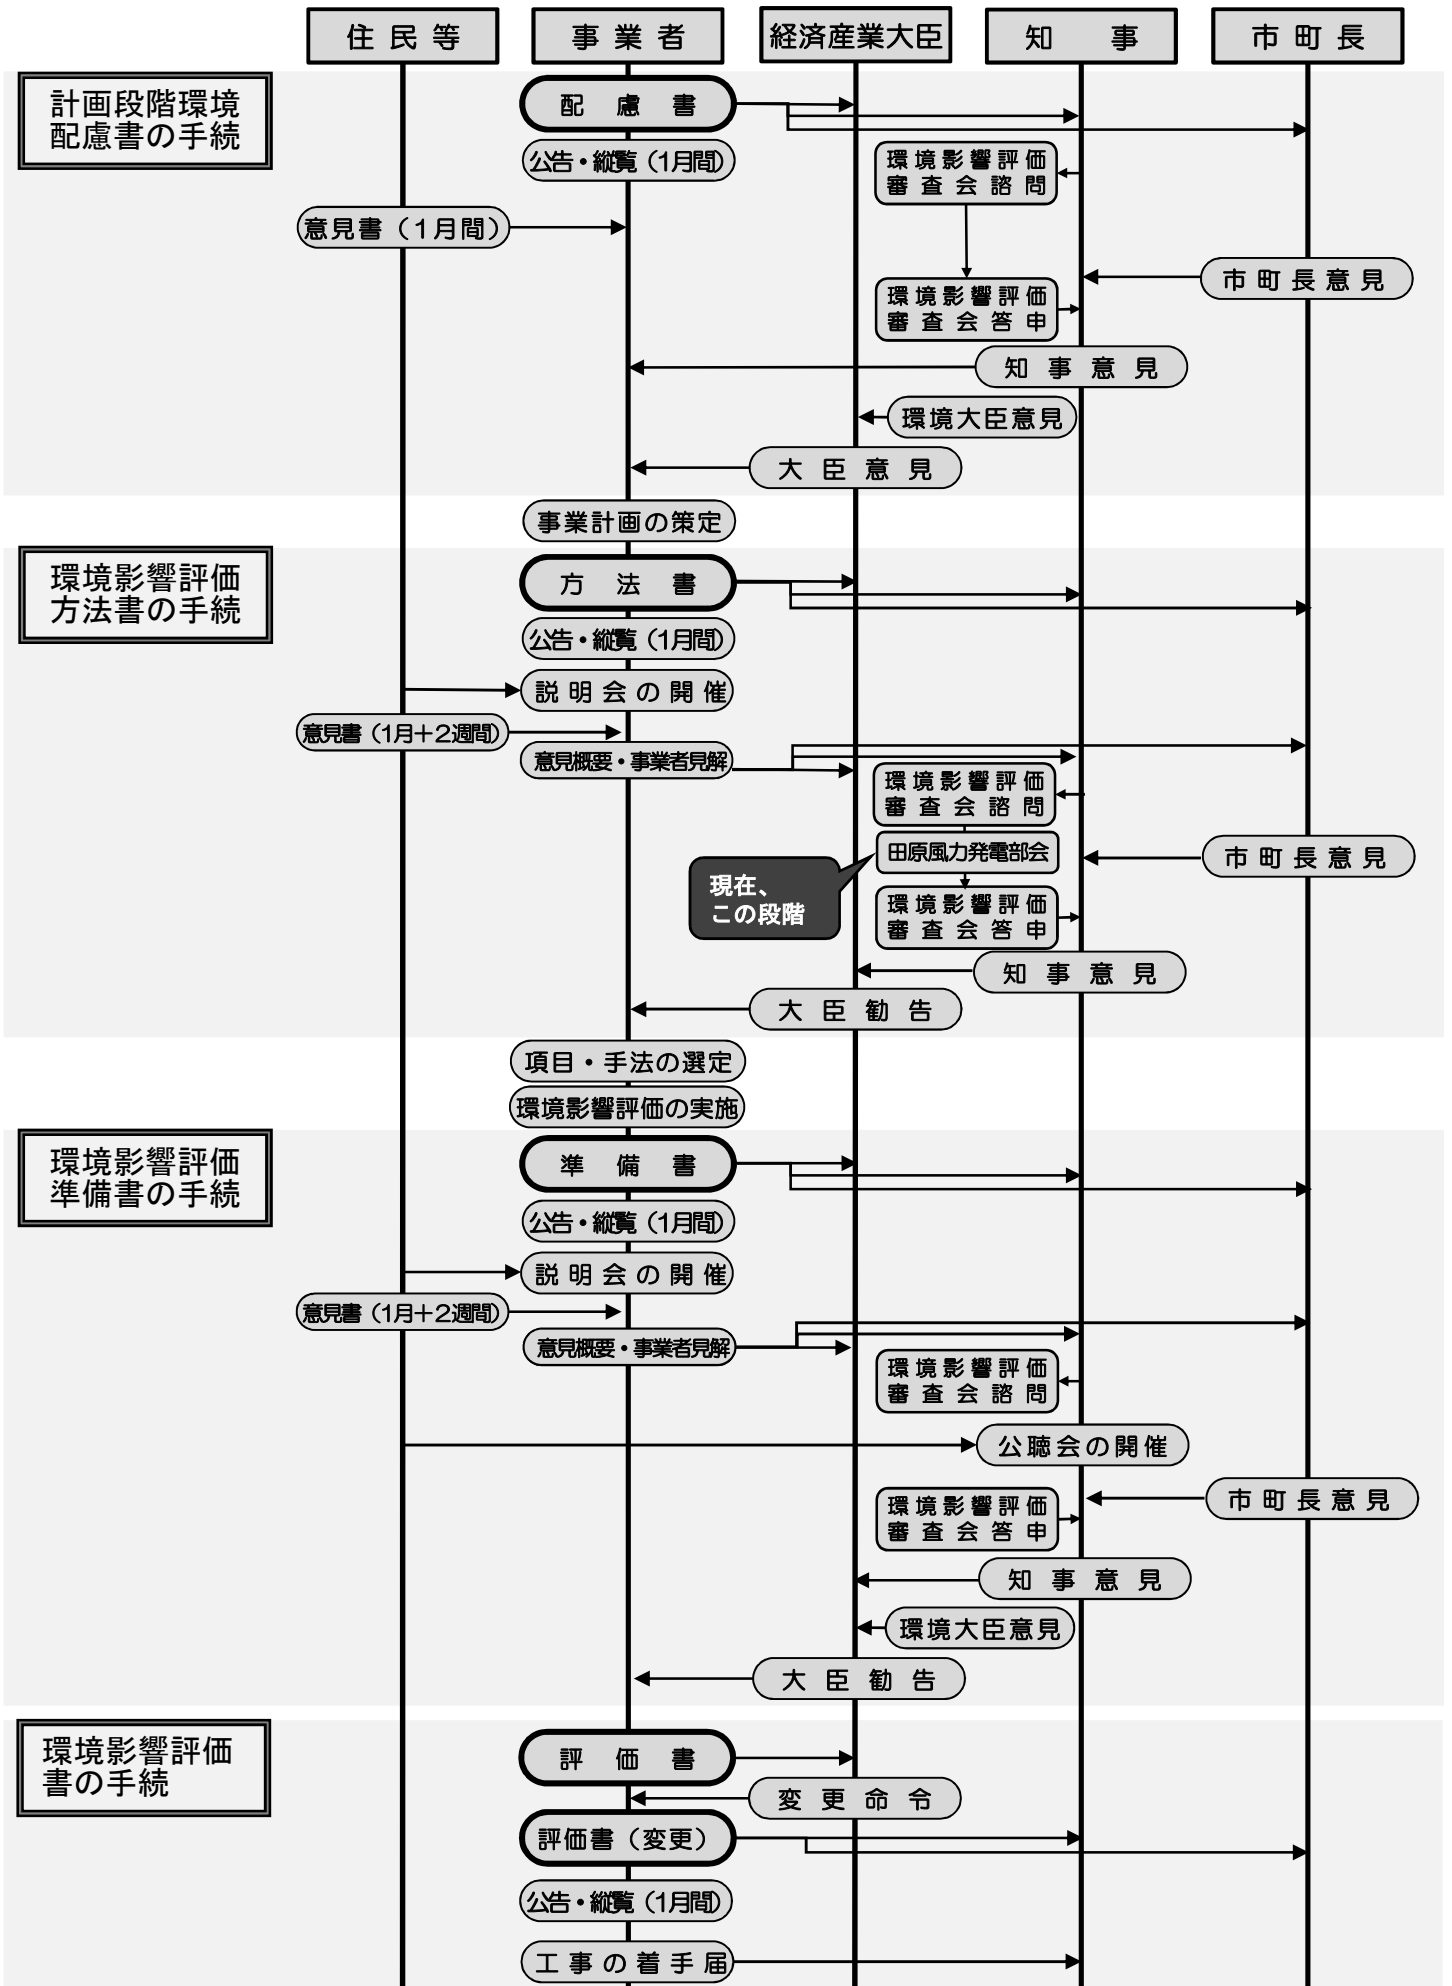 住民等
事業者
経済産業大臣
知事
市町長
計画段階環境
配慮書の手続
配慮書
公告・縦覧(1月間)
環境影響評価
審査会諮問
意見書(1月間)
市町長意見
環境影響評価
審査会答申
知事意見
環境大臣意見
大臣意見
事業計画の策定
環境影響評価
方法書の手続
方法書
公告・縦覧(1月間)
説明会の開催
意見書(1月+2週間)
意見概要・事業者見解
環境影響評価
審査会諮問
田原風力発電部会
市町長意見
現在、
この段階
環境影響評価
審査会答申
知事意見
大臣勧告
項目・手法の選定
環境影響評価の実施
環境影響評価
準備書の手続
準備書
公告・縦覧(1月間)
説明会の開催
意見書(1月+2週間)
意見概要・事業者見解
環境影響評価
審査会諮問
公聴会の開催
市町長意見
環境影響評価
審査会答申
知事意見
環境大臣意見
大臣勧告
環境影響評価
書の手続
評価書
変更命令
評価書(変更)
公告・縦覧(1月間)
工事の着手届